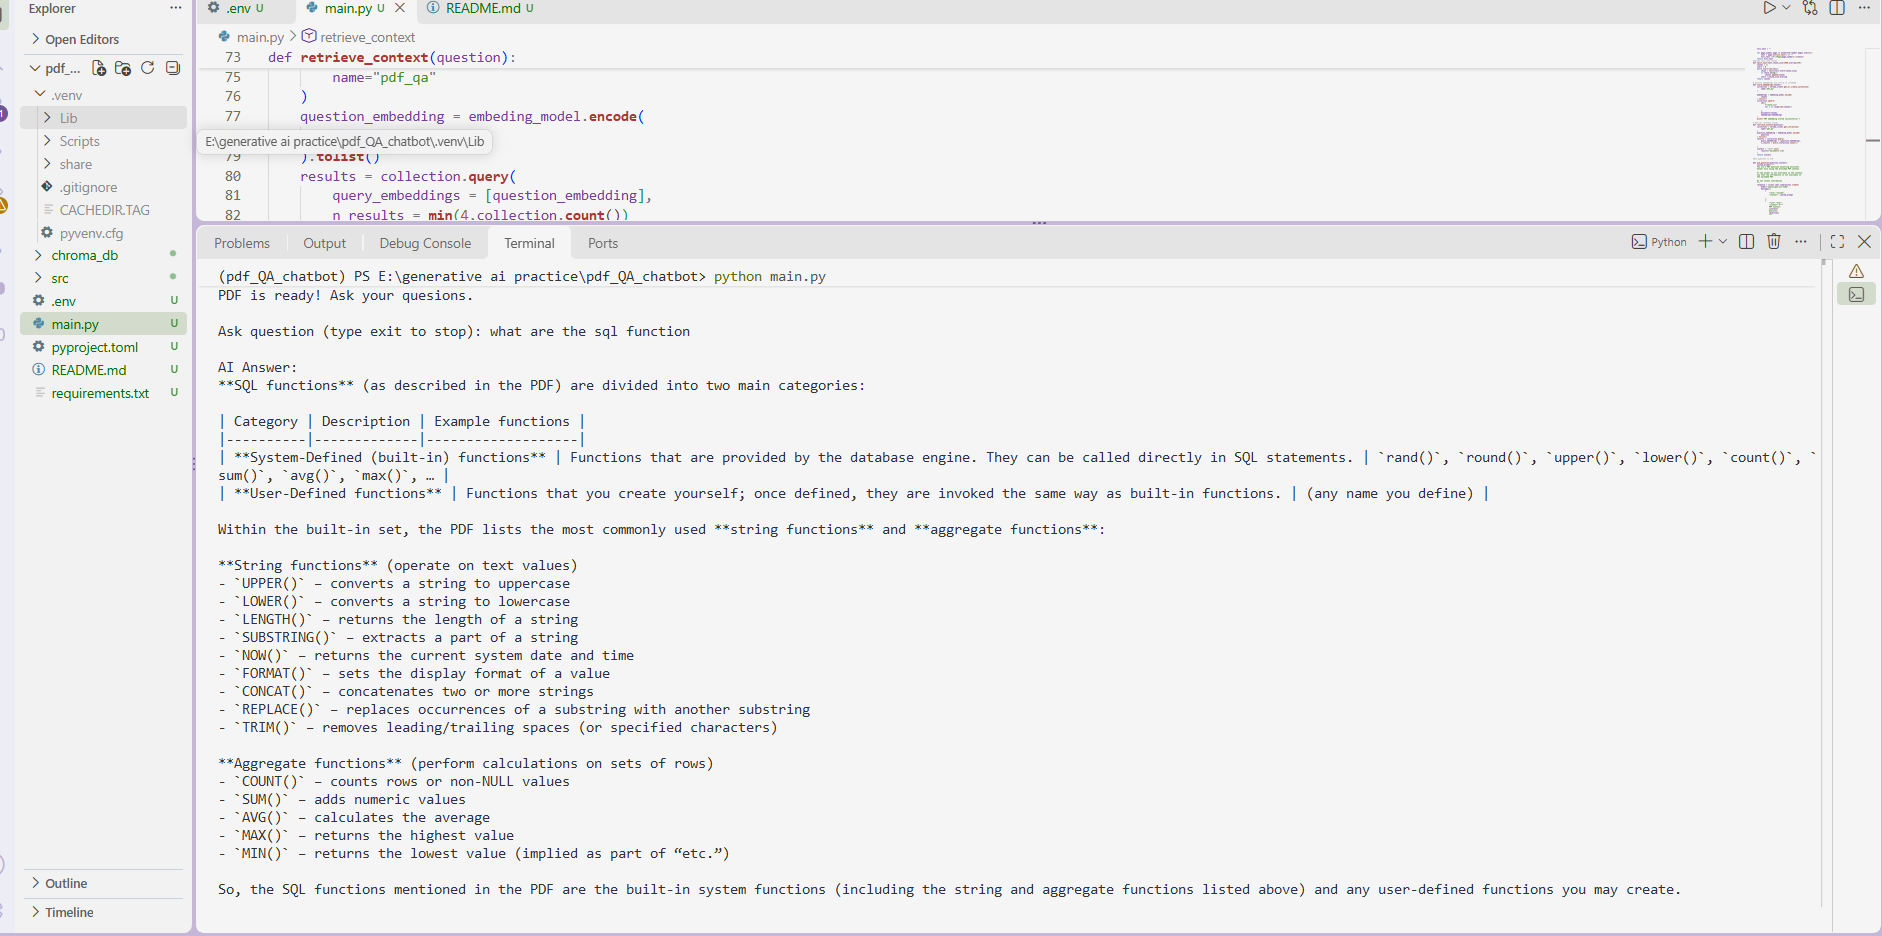 Explorer
Open Editors
pdf_...
.venv
Lib
Scripts
share
.gitignore
CACHEDIR.TAG
pyvenv.cfg
chroma_db
src
.env U
main.py U
pyproject.toml U
README.md U
requirements.txt U
Outline
Timeline
.env U
main.py U
README.md U
main.py > retrieve_context
73 def retrieve_context(question):
75 name="pdf_qa"
76 )
77 question_embedding = embeding_model.encode(
E:\generative ai practice\pdf_QA_chatbot\.venv\Lib
79 ).tolist()
80 results = collection.query(
81 query_embeddings = [question_embedding],
82 n_results = min(4,collection.count())
Problems Output Debug Console Terminal Ports
Python
(pdf_QA_chatbot) PS E:\generative ai practice\pdf_QA_chatbot> python main.py
PDF is ready! Ask your quesions.
Ask question (type exit to stop): what are the sql function
AI Answer:
**SQL functions** (as described in the PDF) are divided into two main categories:
| Category | Description | Example functions |
|----------|-------------|-------------------|
| **System-Defined (built-in) functions** | Functions that are provided by the database engine. They can be called directly in SQL statements. | `rand()`, `round()`, `upper()`, `lower()`, `count()`, `
sum()`, `avg()`, `max()`, … |
| **User-Defined functions** | Functions that you create yourself; once defined, they are invoked the same way as built-in functions. | (any name you define) |
Within the built-in set, the PDF lists the most commonly used **string functions** and **aggregate functions**:
**String functions** (operate on text values)
- `UPPER()` – converts a string to uppercase
- `LOWER()` – converts a string to lowercase
- `LENGTH()` – returns the length of a string
- `SUBSTRING()` – extracts a part of a string
- `NOW()` – returns the current system date and time
- `FORMAT()` – sets the display format of a value
- `CONCAT()` – concatenates two or more strings
- `REPLACE()` – replaces occurrences of a substring with another substring
- `TRIM()` – removes leading/trailing spaces (or specified characters)
**Aggregate functions** (perform calculations on sets of rows)
- `COUNT()` – counts rows or non-NULL values
- `SUM()` – adds numeric values
- `AVG()` – calculates the average
- `MAX()` – returns the highest value
- `MIN()` – returns the lowest value (implied as part of “etc.”)
So, the SQL functions mentioned in the PDF are the built-in system functions (including the string and aggregate functions listed above) and any user-defined functions you may create.